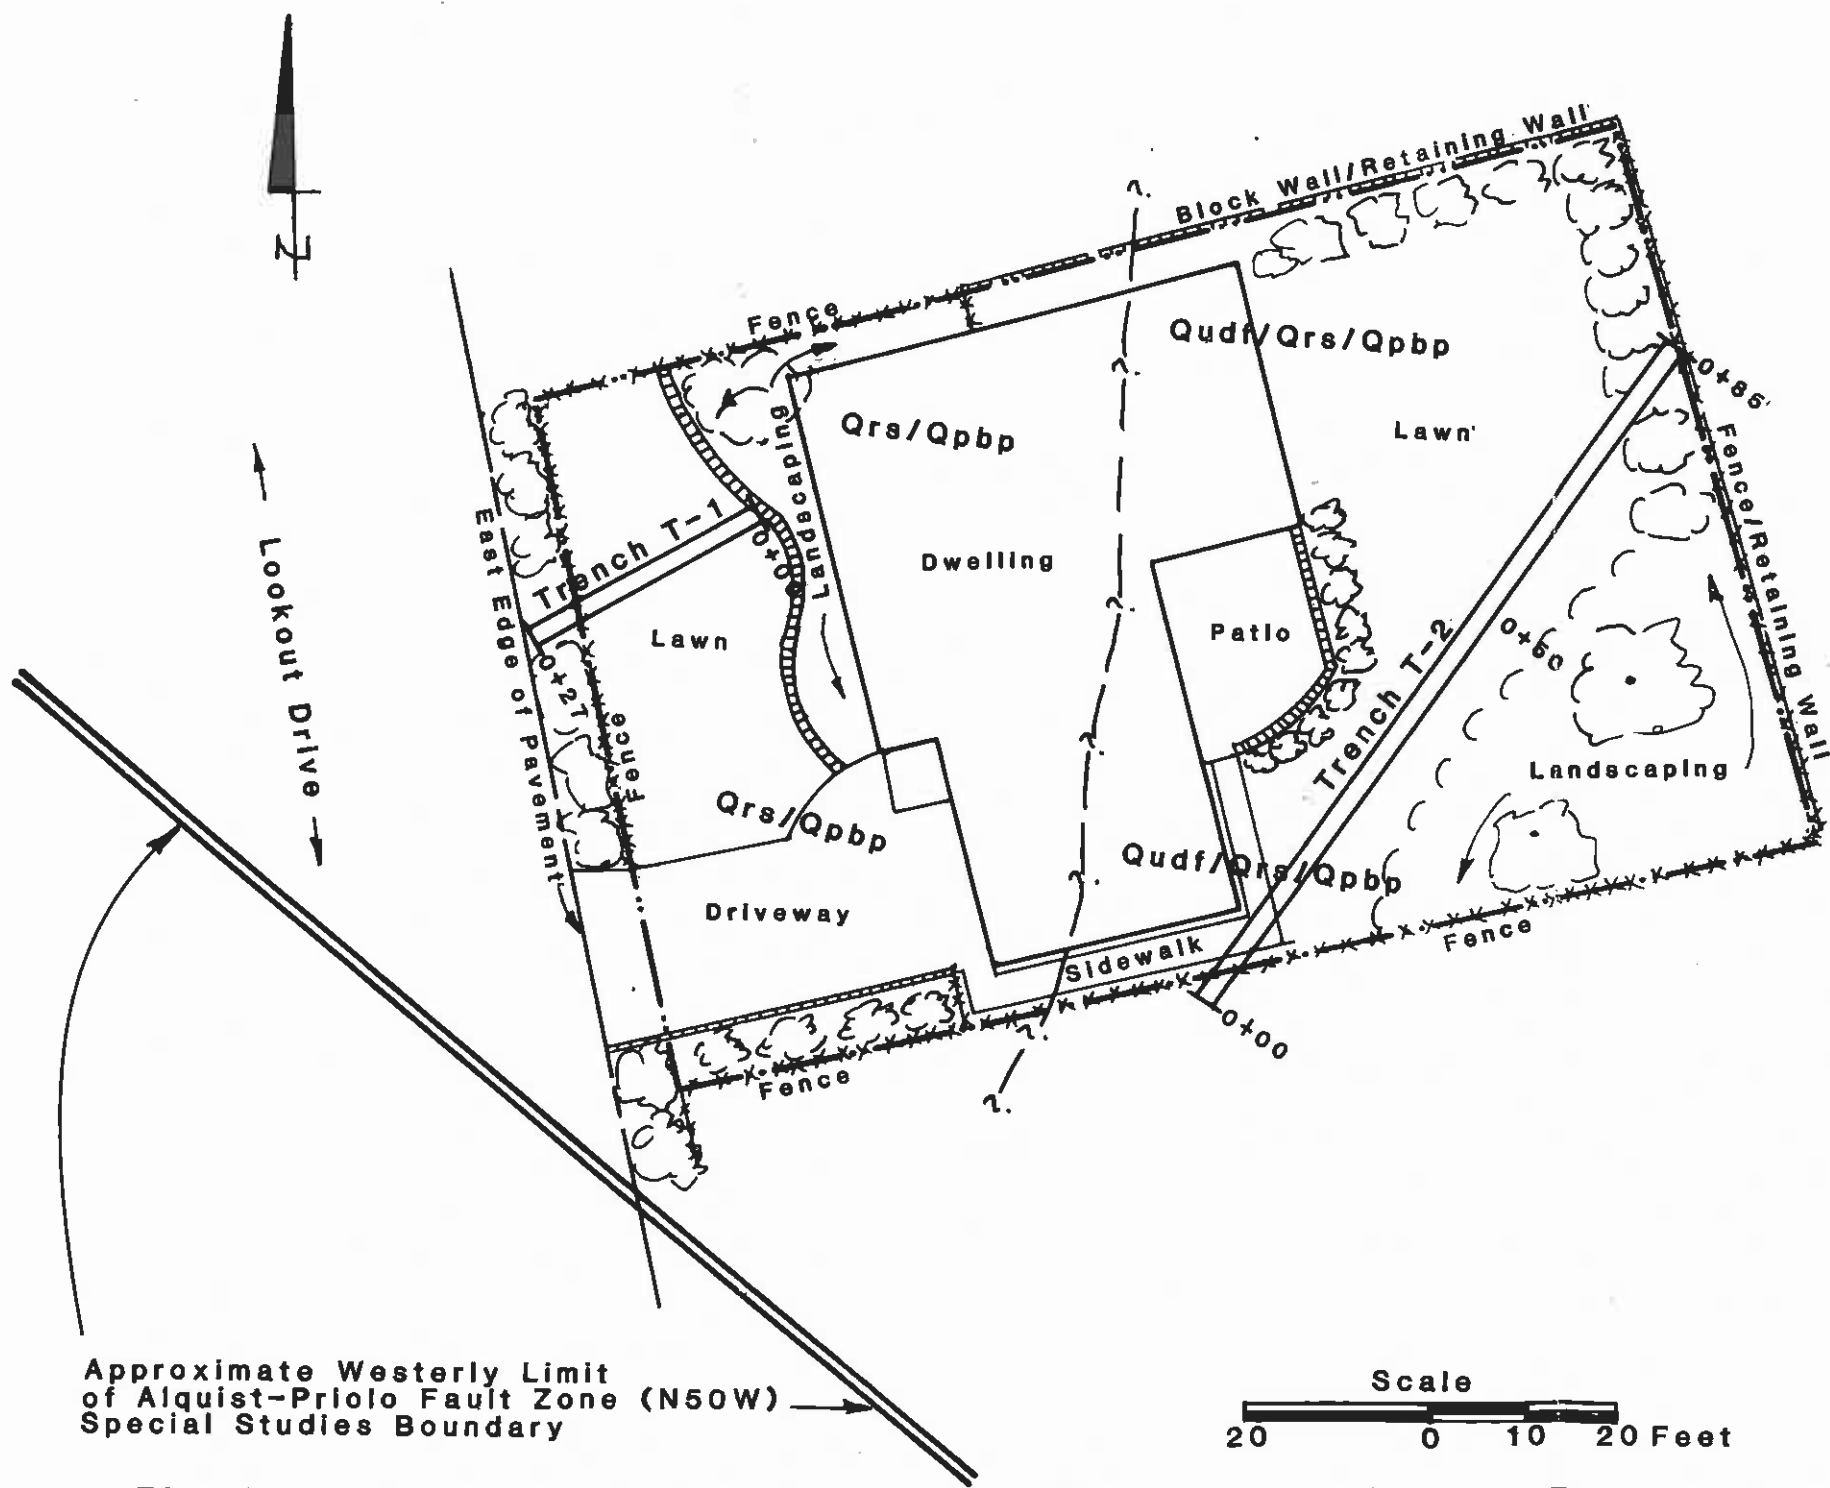 N
Block Wall/Retaining Wall
?
Fence
Qudf/Qrs/Qpbp
?
0+85
Landscaping
Qrs/Qpbp
Lawn
Fence/Retaining Wall
Trench T-1
0+0
East Edge of Pavement
Lookout Drive
Dwelling
?
Patio
Lawn
0+27
Trench T-2
0+50
Fence
?
Landscaping
Qrs/Qpbp
Qudf/Qrs/Qpbp
?
Driveway
Sidewalk
Fence
0+00
?
Fence
?
Approximate Westerly Limit
of Alquist-Priolo Fault Zone (N50W)
Special Studies Boundary
Scale
20 0 10 20 Feet